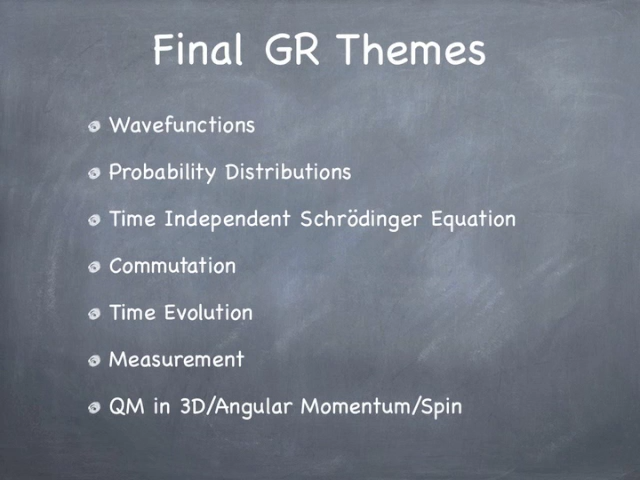 Final GR Themes
Wavefunctions
Probability Distributions
Time Independent Schrödinger Equation
Commutation
Time Evolution
Measurement
QM in 3D/Angular Momentum/Spin